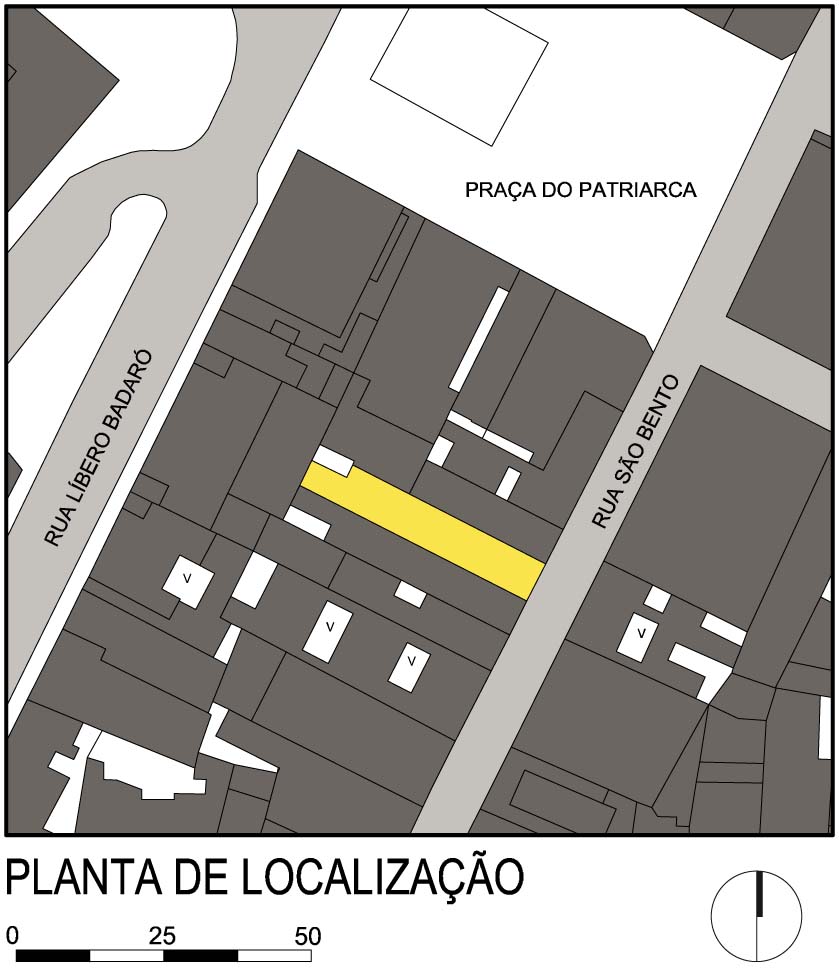 PRAÇA DO PATRIARCA
RUA LÍBERO BADARÓ
RUA SÃO BENTO
V
V
V
V
PLANTA DE LOCALIZAÇÃO
0 25 50